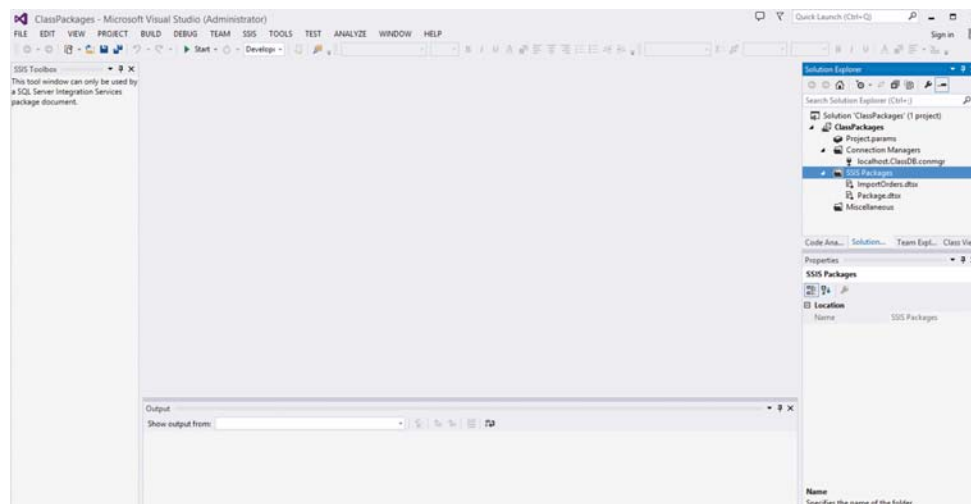 ClassPackages - Microsoft Visual Studio (Administrator)
Quick Launch (Ctrl+Q)
FILE EDIT VIEW PROJECT BUILD DEBUG TEAM SSIS TOOLS TEST ANALYZE WINDOW HELP
Sign in
Start
Develop
SSIS Toolbox
This tool window can only be used by
a SQL Server Integration Services
package document.
Solution Explorer
Search Solution Explorer (Ctrl+;)
Solution 'ClassPackages' (1 project)
ClassPackages
Project.params
Connection Managers
localhost.ClassDB.conmgr
SSIS Packages
ImportOrders.dtsx
Package.dtsx
Miscellaneous
Code Ana... Solution... Team Expl... Class Vie
Properties
SSIS Packages
Location
Name SSIS Packages
Output
Show output from:
Name
Specifies the name of the folder.